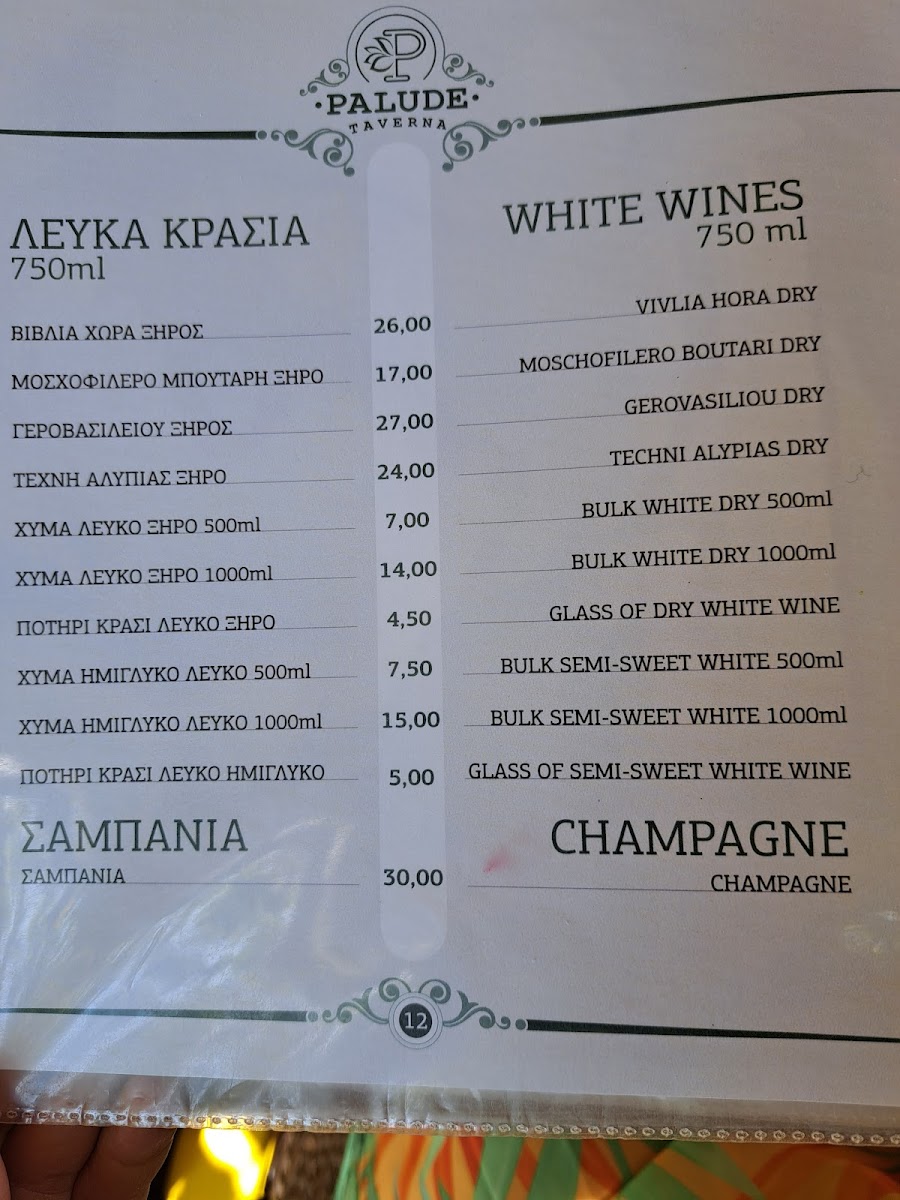 P
·PALUDE·
TAVERNA
ΛΕΥΚΑ ΚΡΑΣΙΑ
750ml
WHITE WINES
750 ml
ΒΙΒΛΙΑ ΧΩΡΑ ΞΗΡΟΣ 26,00 VIVLIA HORA DRY
ΜΟΣΧΟΦΙΛΕΡΟ ΜΠΟΥΤΑΡΗ ΞΗΡΟ 17,00 MOSCHOFILERO BOUTARI DRY
ΓΕΡΟΒΑΣΙΛΕΙΟΥ ΞΗΡΟΣ 27,00 GEROVASILIOU DRY
ΤΕΧΝΗ ΑΛΥΠΙΑΣ ΞΗΡΟ 24,00 TECHNI ALYPIAS DRY
ΧΥΜΑ ΛΕΥΚΟ ΞΗΡΟ 500ml 7,00 BULK WHITE DRY 500ml
ΧΥΜΑ ΛΕΥΚΟ ΞΗΡΟ 1000ml 14,00 BULK WHITE DRY 1000ml
ΠΟΤΗΡΙ ΚΡΑΣΙ ΛΕΥΚΟ ΞΗΡΟ 4,50 GLASS OF DRY WHITE WINE
ΧΥΜΑ ΗΜΙΓΛΥΚΟ ΛΕΥΚΟ 500ml 7,50 BULK SEMI-SWEET WHITE 500ml
ΧΥΜΑ ΗΜΙΓΛΥΚΟ ΛΕΥΚΟ 1000ml 15,00 BULK SEMI-SWEET WHITE 1000ml
ΠΟΤΗΡΙ ΚΡΑΣΙ ΛΕΥΚΟ ΗΜΙΓΛΥΚΟ 5,00 GLASS OF SEMI-SWEET WHITE WINE
ΣΑΜΠΑΝΙΑ CHAMPAGNE
ΣΑΜΠΑΝΙΑ 30,00 CHAMPAGNE
12